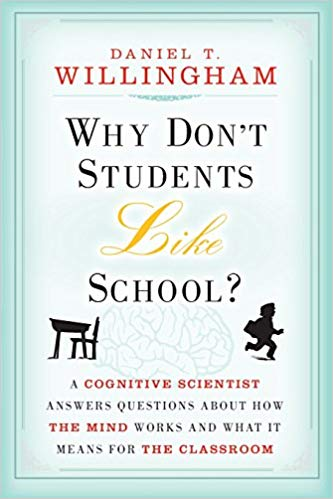 DANIEL T.
WILLINGHAM
WHY DON'T
STUDENTS
Like
SCHOOL?
A COGNITIVE SCIENTIST
ANSWERS QUESTIONS ABOUT HOW
THE MIND WORKS AND WHAT IT
MEANS FOR THE CLASSROOM